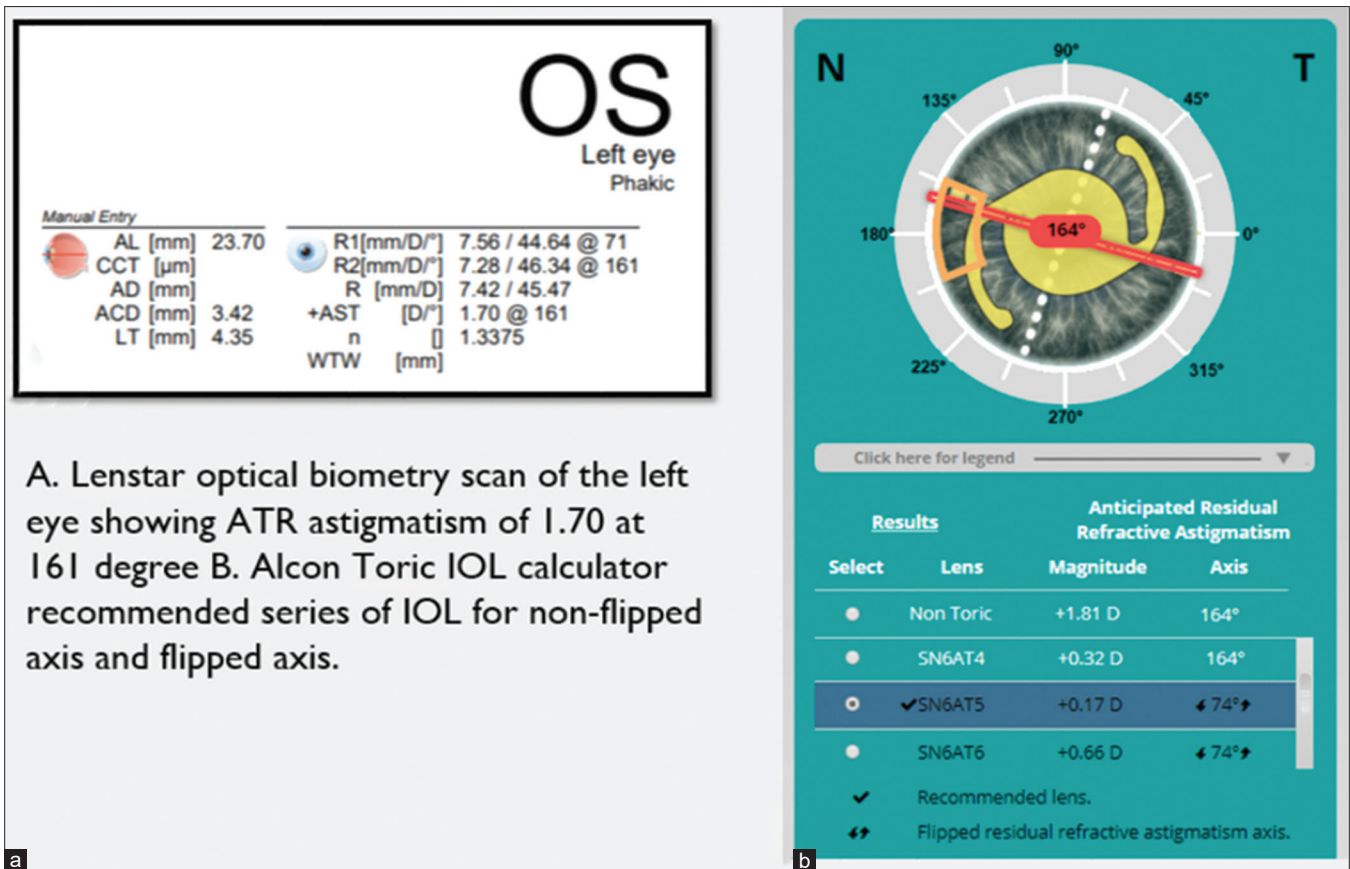 OS
Left eye
Phakic
Manual Entry
AL [mm] 23.70
CCT [µm]
AD [mm]
ACD [mm] 3.42
LT [mm] 4.35
R1[mm/D/°] 7.56 / 44.64 @ 71
R2[mm/D/°] 7.28 / 46.34 @ 161
R [mm/D] 7.42 / 45.47
+AST [D/°] 1.70 @ 161
n [] 1.3375
WTW [mm]
A. Lenstar optical biometry scan of the left
eye showing ATR astigmatism of 1.70 at
161 degree B. Alcon Toric IOL calculator
recommended series of IOL for non-flipped
axis and flipped axis.
a
N
T
90°
135°
45°
164°
180°
0°
225°
315°
270°
Click here for legend
Results
Anticipated Residual
Refractive Astigmatism
Select Lens Magnitude Axis
Non Toric +1.81 D 164°
SN6AT4 +0.32 D 164°
✔SN6AT5 +0.17 D 74°
SN6AT6 +0.66 D 74°
✔ Recommended lens.
Flipped residual refractive astigmatism axis.
b